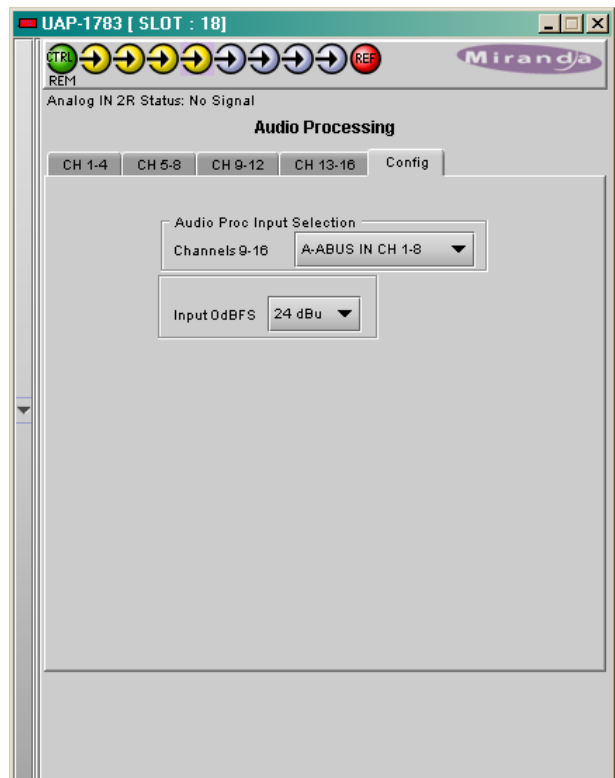 UAP-1783 [ SLOT : 18]
CTRL REF Miranda
REM
Analog IN 2R Status: No Signal
Audio Processing
CH 1-4 CH 5-8 CH 9-12 CH 13-16 Config
Audio Proc Input Selection
Channels 9-16 A-ABUS IN CH 1-8
Input 0dBFS 24 dBu